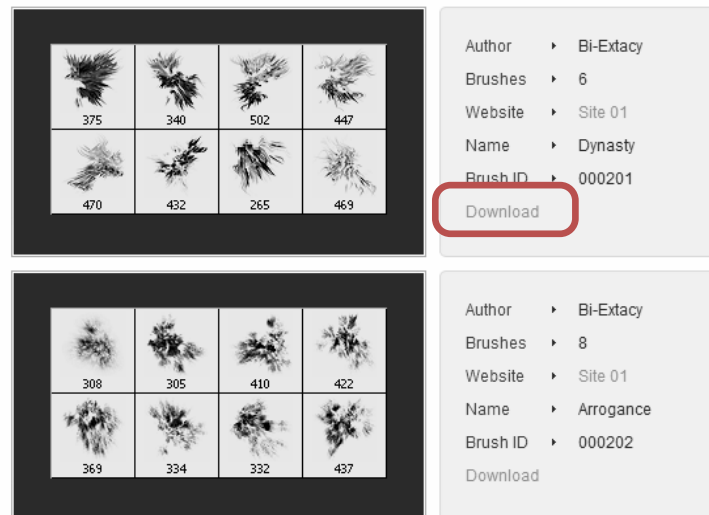 375 340 502 447
470 432 265 469
Author ‣ Bi-Extacy
Brushes ‣ 6
Website ‣ Site 01
Name ‣ Dynasty
Brush ID ‣ 000201
Download
308 305 410 422
369 334 332 437
Author ‣ Bi-Extacy
Brushes ‣ 8
Website ‣ Site 01
Name ‣ Arrogance
Brush ID ‣ 000202
Download